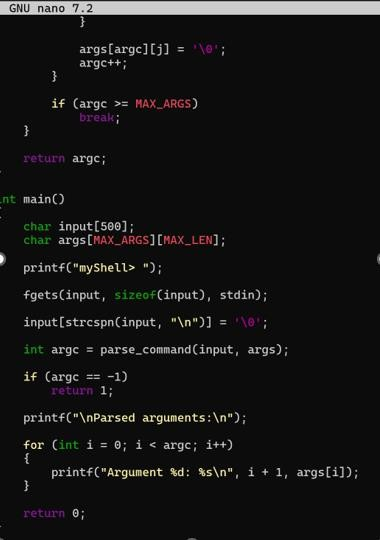 GNU nano 7.2
            }

            args[argc][j] = '\0';
            argc++;
        }

        if (argc >= MAX_ARGS)
            break;
    }

    return argc;

nt main()
{
    char input[500];
    char args[MAX_ARGS][MAX_LEN];

    printf("myShell> ");

    fgets(input, sizeof(input), stdin);

    input[strcspn(input, "\n")] = '\0';

    int argc = parse_command(input, args);

    if (argc == -1)
        return 1;

    printf("\nParsed arguments:\n");

    for (int i = 0; i < argc; i++)
    {
        printf("Argument %d: %s\n", i + 1, args[i]);
    }

    return 0;